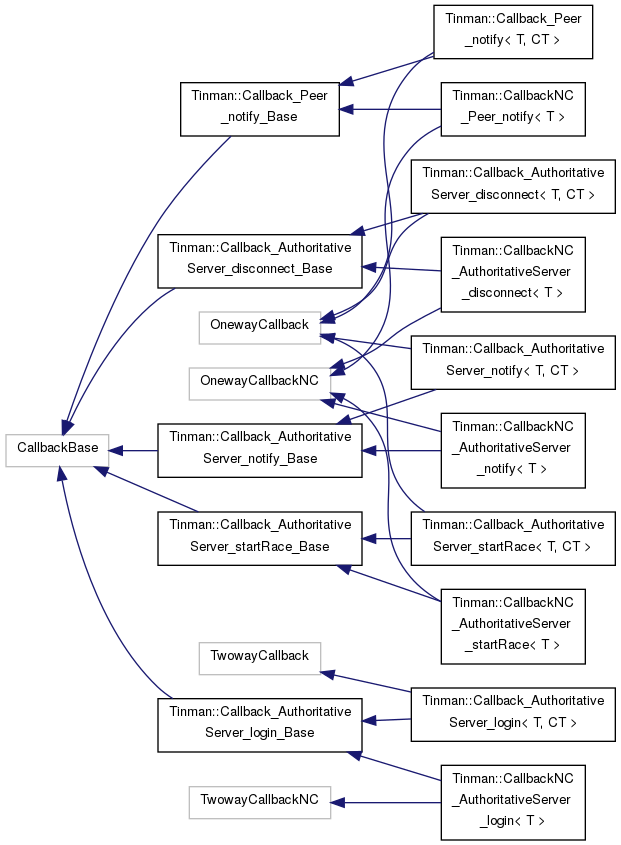 Tinman::Callback_Peer
_notify< T, CT >
Tinman::Callback_Peer
_notify_Base
Tinman::CallbackNC
_Peer_notify< T >
Tinman::Callback_Authoritative
Server_disconnect< T, CT >
Tinman::Callback_Authoritative
Server_disconnect_Base
Tinman::CallbackNC
_AuthoritativeServer
_disconnect< T >
OnewayCallback
Tinman::Callback_Authoritative
Server_notify< T, CT >
OnewayCallbackNC
CallbackBase
Tinman::Callback_Authoritative
Server_notify_Base
Tinman::CallbackNC
_AuthoritativeServer
_notify< T >
Tinman::Callback_Authoritative
Server_startRace_Base
Tinman::Callback_Authoritative
Server_startRace< T, CT >
Tinman::CallbackNC
_AuthoritativeServer
_startRace< T >
TwowayCallback
Tinman::Callback_Authoritative
Server_login_Base
Tinman::Callback_Authoritative
Server_login< T, CT >
TwowayCallbackNC
Tinman::CallbackNC
_AuthoritativeServer
_login< T >